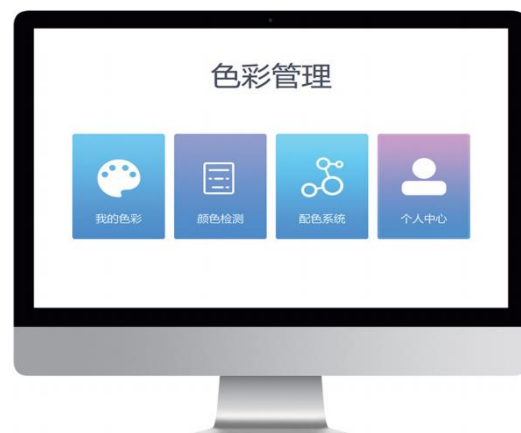 色彩管理
我的色彩
颜色检测
配色系统
个人中心